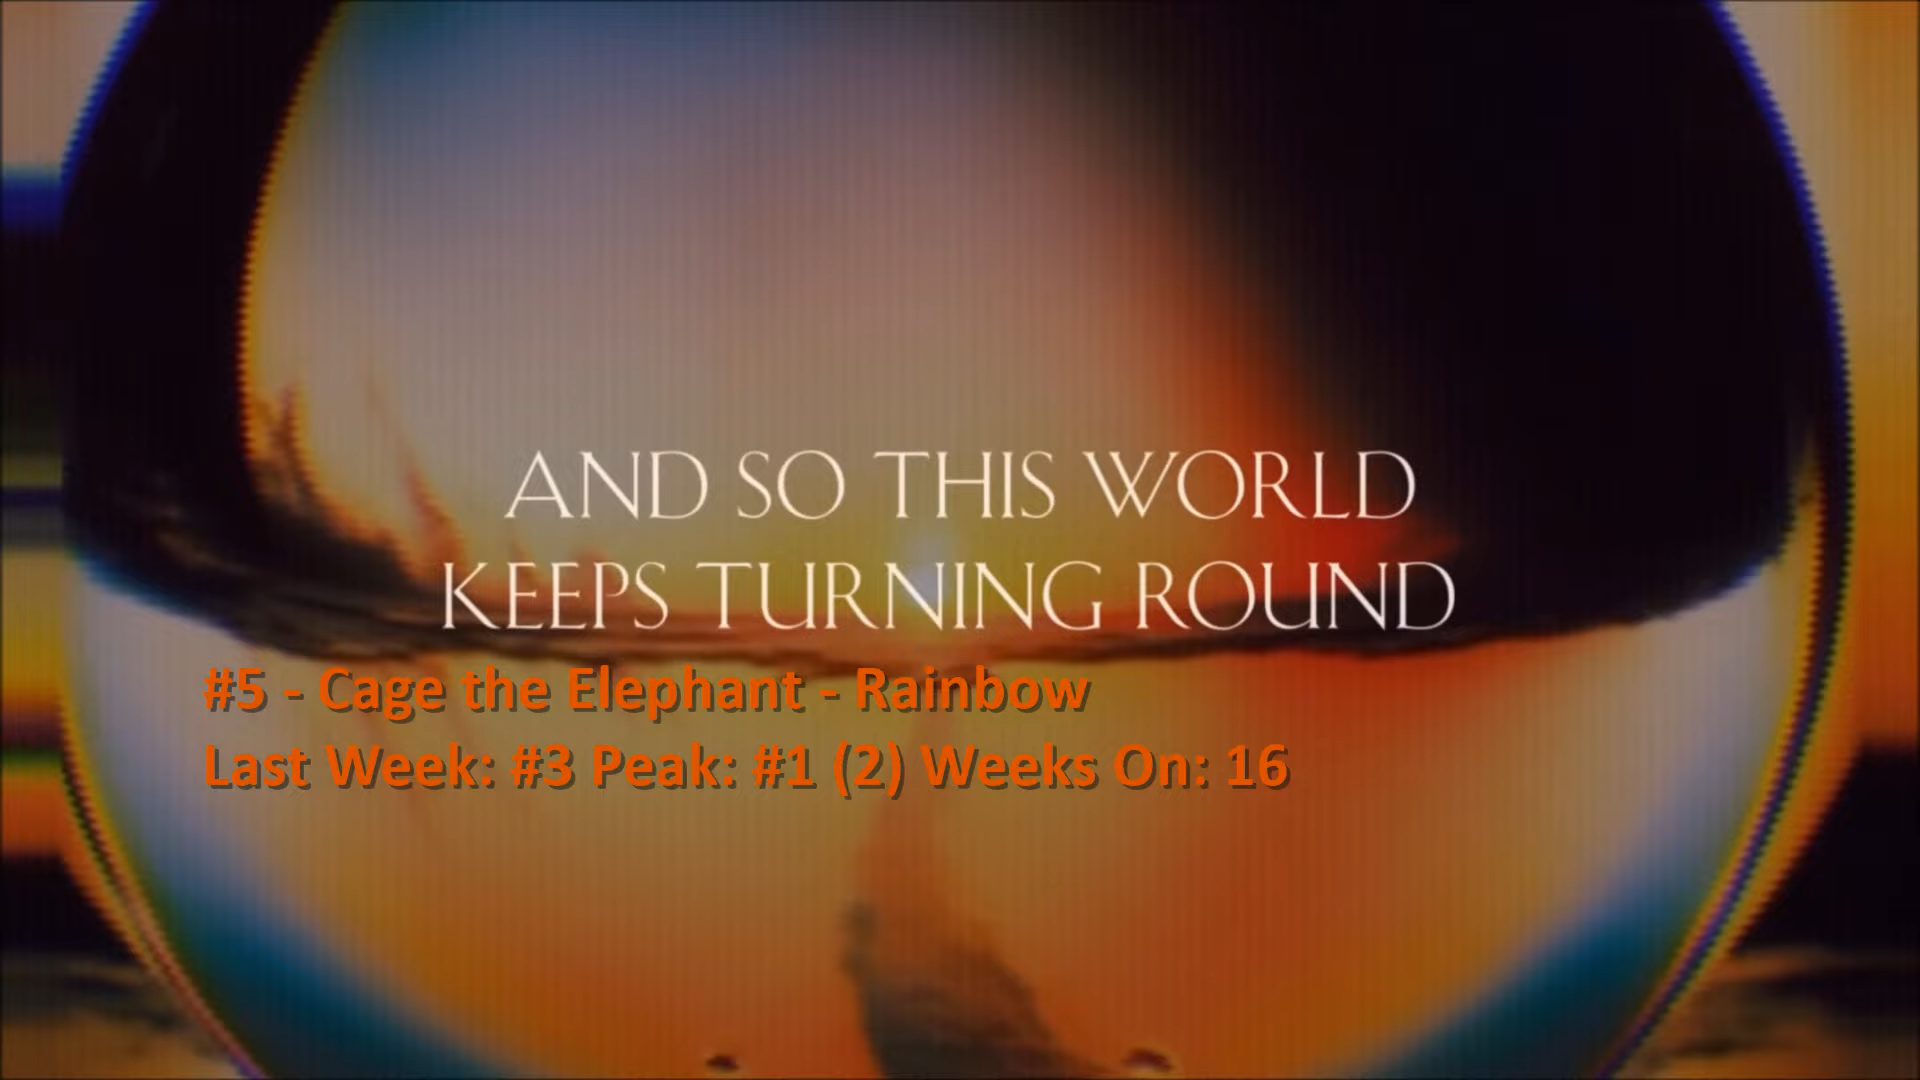 AND SO THIS WORLD
KEEPS TURNING ROUND
#5 - Cage the Elephant - Rainbow
Last Week: #3 Peak: #1 (2) Weeks On: 16